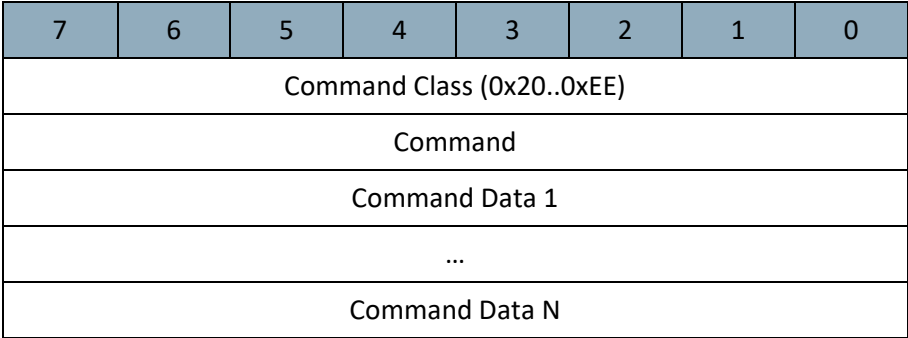 7 6 5 4 3 2 1 0
Command Class (0x20..0xEE)
Command
Command Data 1
...
Command Data N